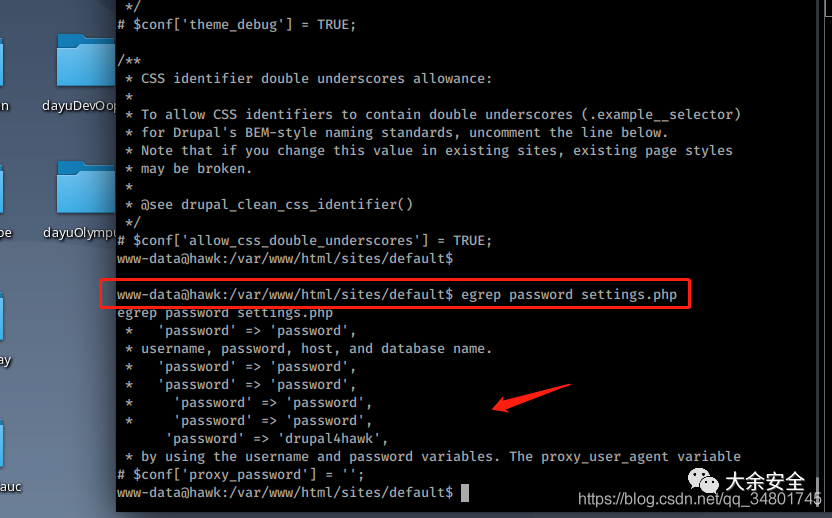 */
# $conf['theme_debug'] = TRUE;
/**
* CSS identifier double underscores allowance:
*
* To allow CSS identifiers to contain double underscores (.example__selector)
* for Drupal's BEM-style naming standards, uncomment the line below.
* Note that if you change this value in existing sites, existing page styles
* may be broken.
*
* @see drupal_clean_css_identifier()
*/
# $conf['allow_css_double_underscores'] = TRUE;
www-data@hawk:/var/www/html/sites/default$
www-data@hawk:/var/www/html/sites/default$ egrep password settings.php
egrep password settings.php
*   'password' => 'password',
* username, password, host, and database name.
*   'password' => 'password',
*   'password' => 'password',
*     'password' => 'password',
*     'password' => 'password',
'password' => 'drupal4hawk',
* by using the username and password variables. The proxy_user_agent variable
# $conf['proxy_password'] = '';
www-data@hawk:/var/www/html/sites/default$
n
dayuDevOop
pe
dayuOlympu
ay
auc
大余安全
https://blog.csdn.net/qq_34801745